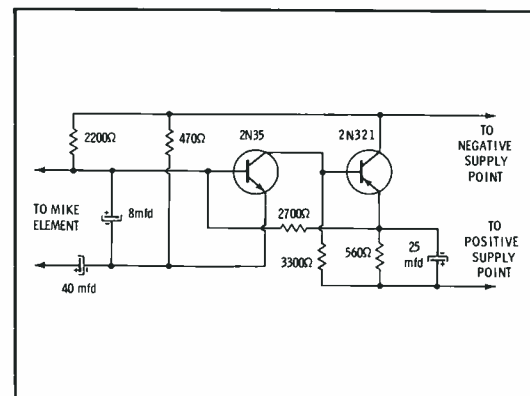 2200Ω
470Ω
2N35
2N321
TO
NEGATIVE
SUPPLY
POINT
TO MIKE
ELEMENT
8mfd
2700Ω
3300Ω
560Ω
25
mfd
TO
POSITIVE
SUPPLY
POINT
40 mfd